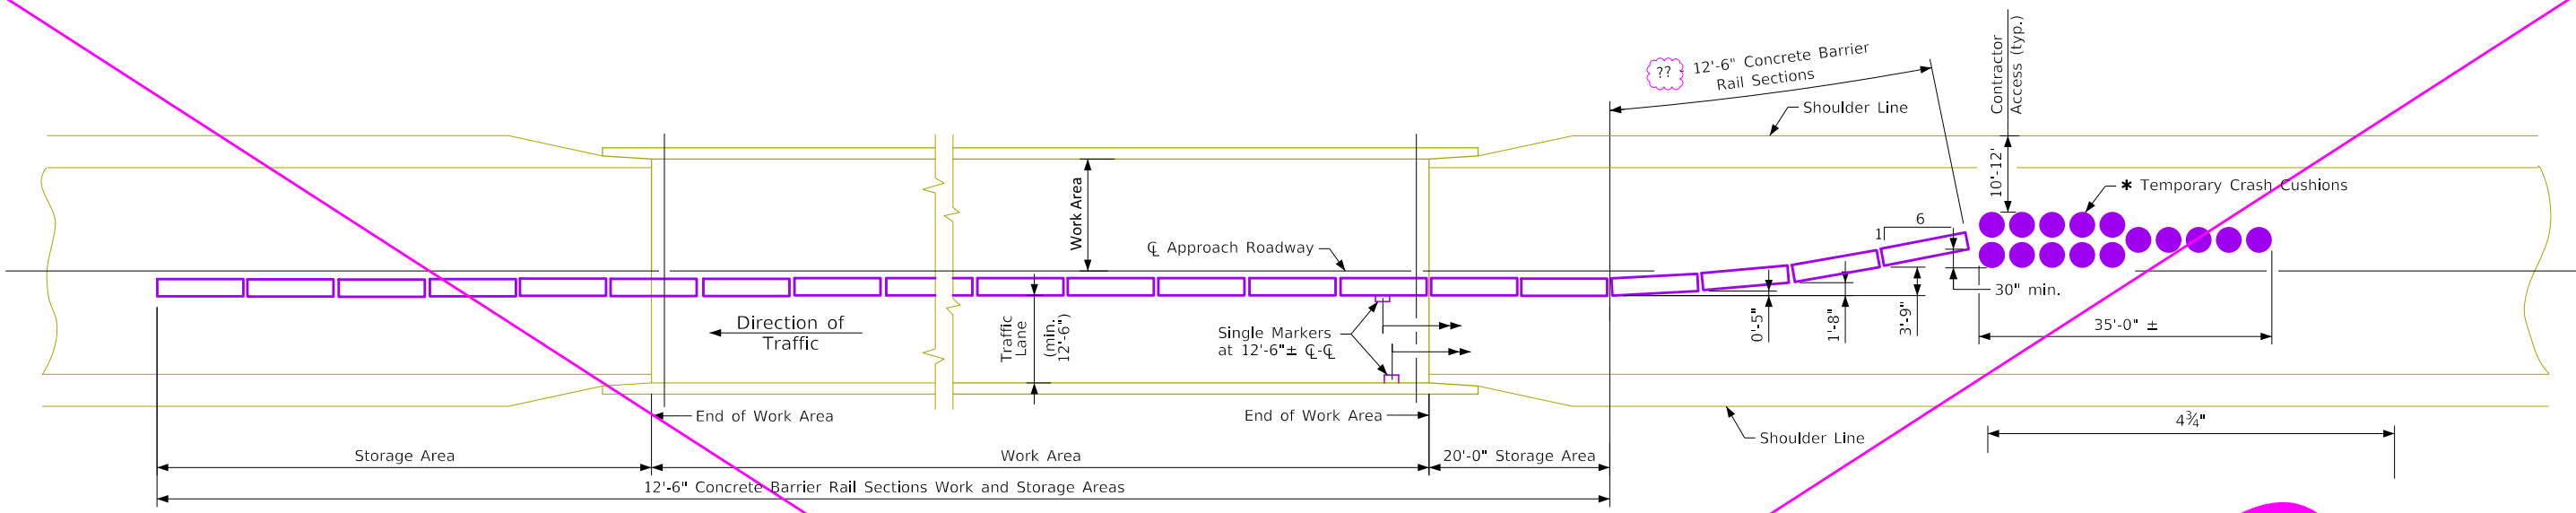 ?? - 12'-6" Concrete Barrier
Rail Sections
Contractor
Access (typ.)
Shoulder Line
10'-12'
✱ Temporary Crash Cushions
Work Area
℄ Approach Roadway
6
1
30" min.
35'-0" ±
Direction of
Traffic
Traffic
Lane
(min.
12'-6")
Single Markers
at 12'-6"± ℄-℄
0'-5"
1'-8"
3'-9"
End of Work Area
End of Work Area
4¾"
Shoulder Line
Storage Area
Work Area
20'-0" Storage Area
12'-6" Concrete Barrier Rail Sections Work and Storage Areas